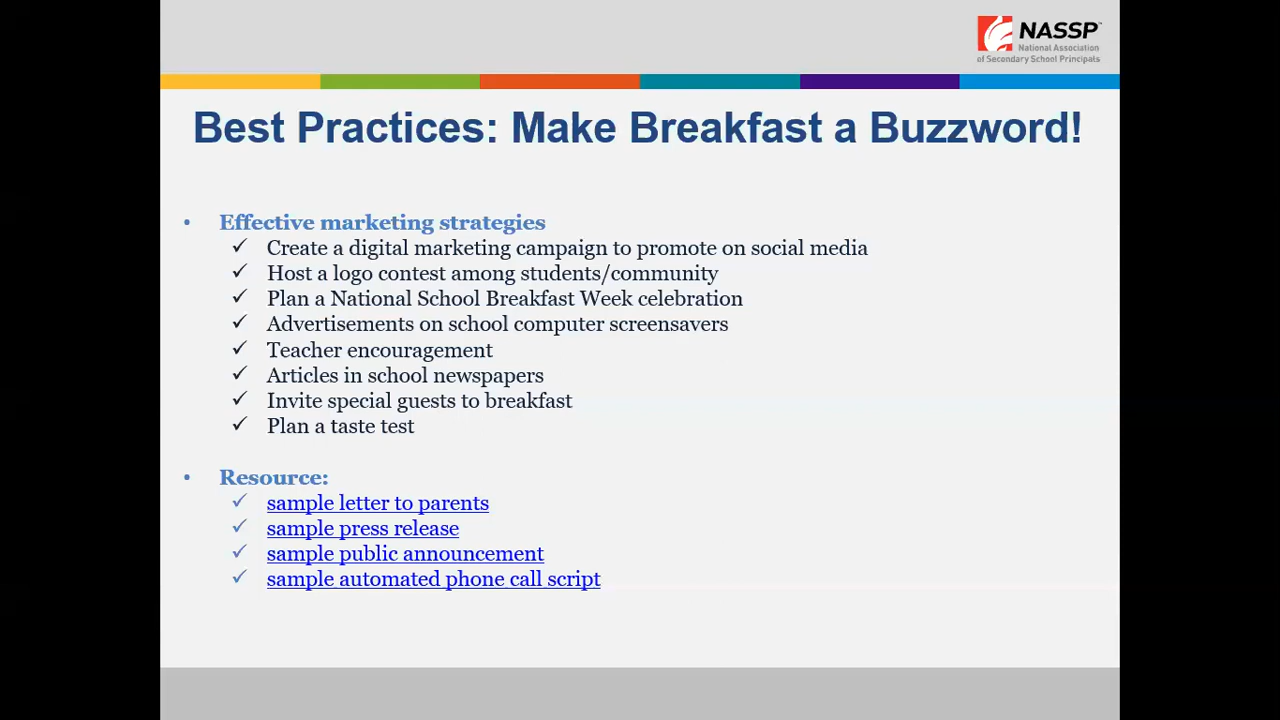 NASSP
National Association
of Secondary School Principals
Best Practices: Make Breakfast a Buzzword!
• Effective marketing strategies
✓ Create a digital marketing campaign to promote on social media
✓ Host a logo contest among students/community
✓ Plan a National School Breakfast Week celebration
✓ Advertisements on school computer screensavers
✓ Teacher encouragement
✓ Articles in school newspapers
✓ Invite special guests to breakfast
✓ Plan a taste test
• Resource:
✓ sample letter to parents
✓ sample press release
✓ sample public announcement
✓ sample automated phone call script